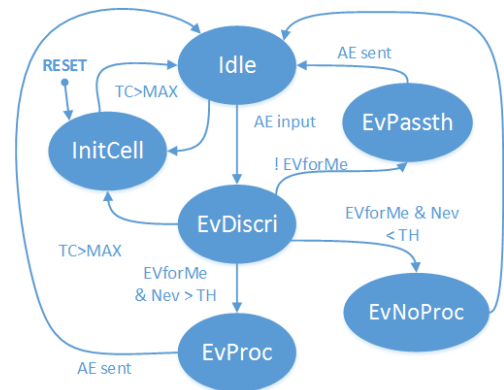 Idle
AE sent
RESET
TC>MAX
AE input
EvPassth
InitCell
! EVforMe
EvDiscri
EVforMe & Nev
< TH
TC>MAX
EVforMe
& Nev > TH
EvNoProc
EvProc
AE sent